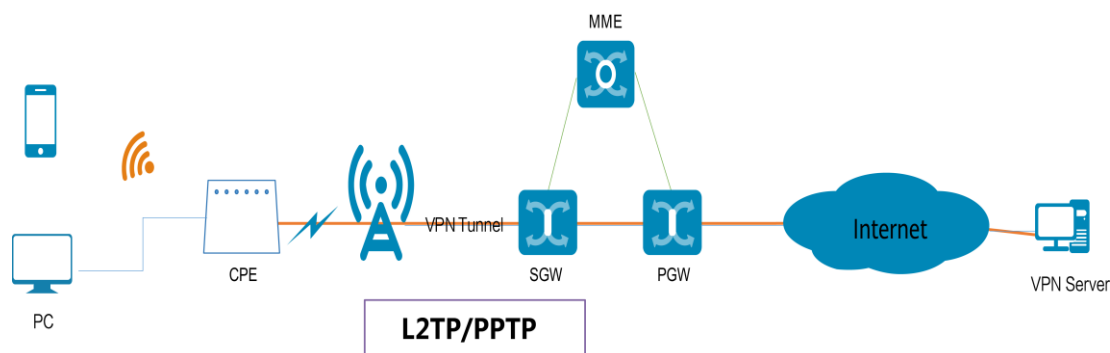 MME
VPN Tunnel
Internet
CPE
SGW
PGW
VPN Server
PC
L2TP/PPTP